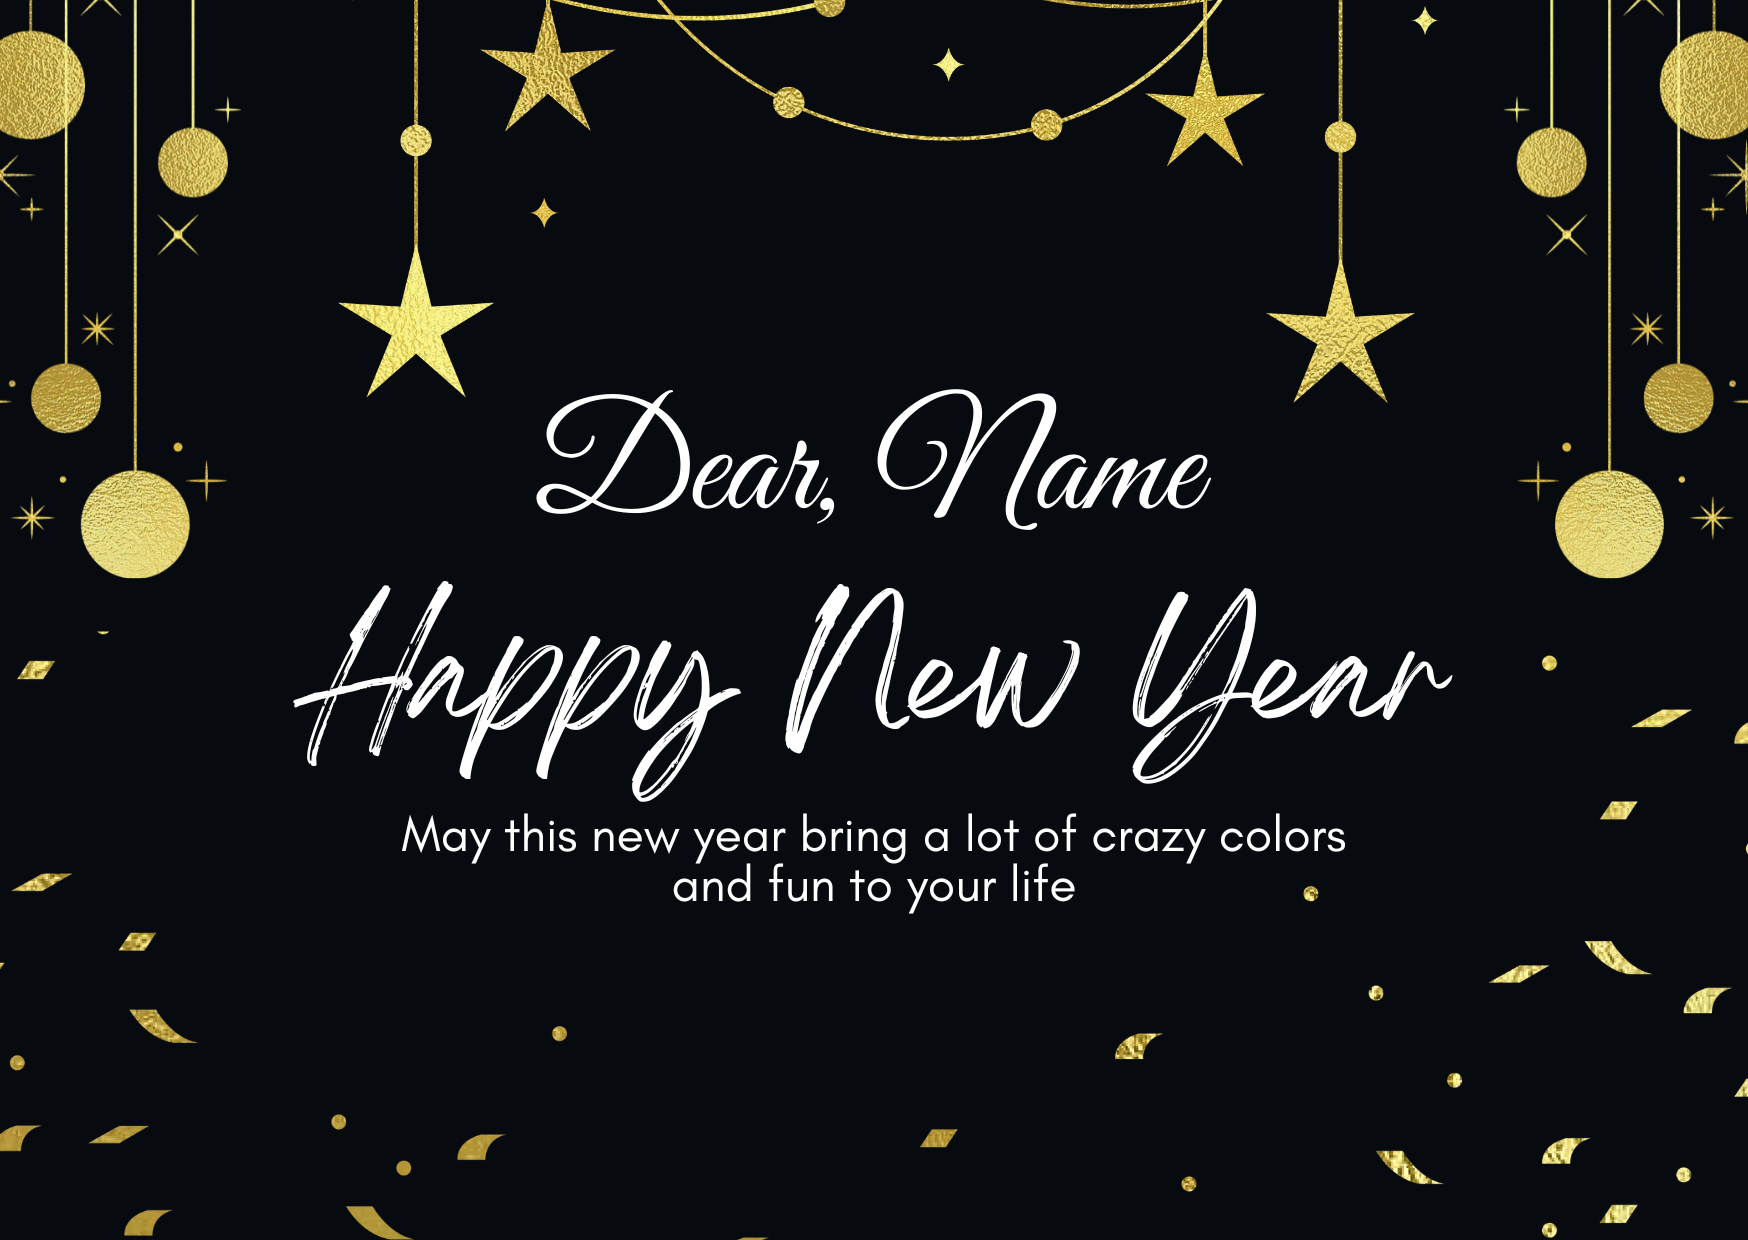 Dear, Name
Happy New Year
May this new year bring a lot of crazy colors
and fun to your life